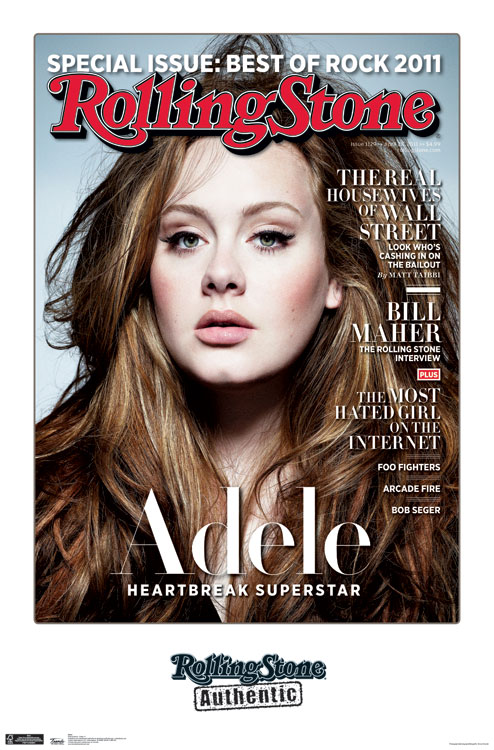 SPECIAL ISSUE: BEST OF ROCK 2011
RollingStone
THE REAL
HOUSEWIVES
OF WALL
STREET
LOOK WHO'S
CASHING IN ON
THE BAILOUT
By MATT TAIBBI
BILL
MAHER
THE ROLLING STONE
INTERVIEW
PLUS
THE MOST
HATED GIRL
ON THE
INTERNET
FOO FIGHTERS
ARCADE FIRE
BOB SEGER
Adele
HEARTBREAK SUPERSTAR
RollingStone
Authentic
Trends